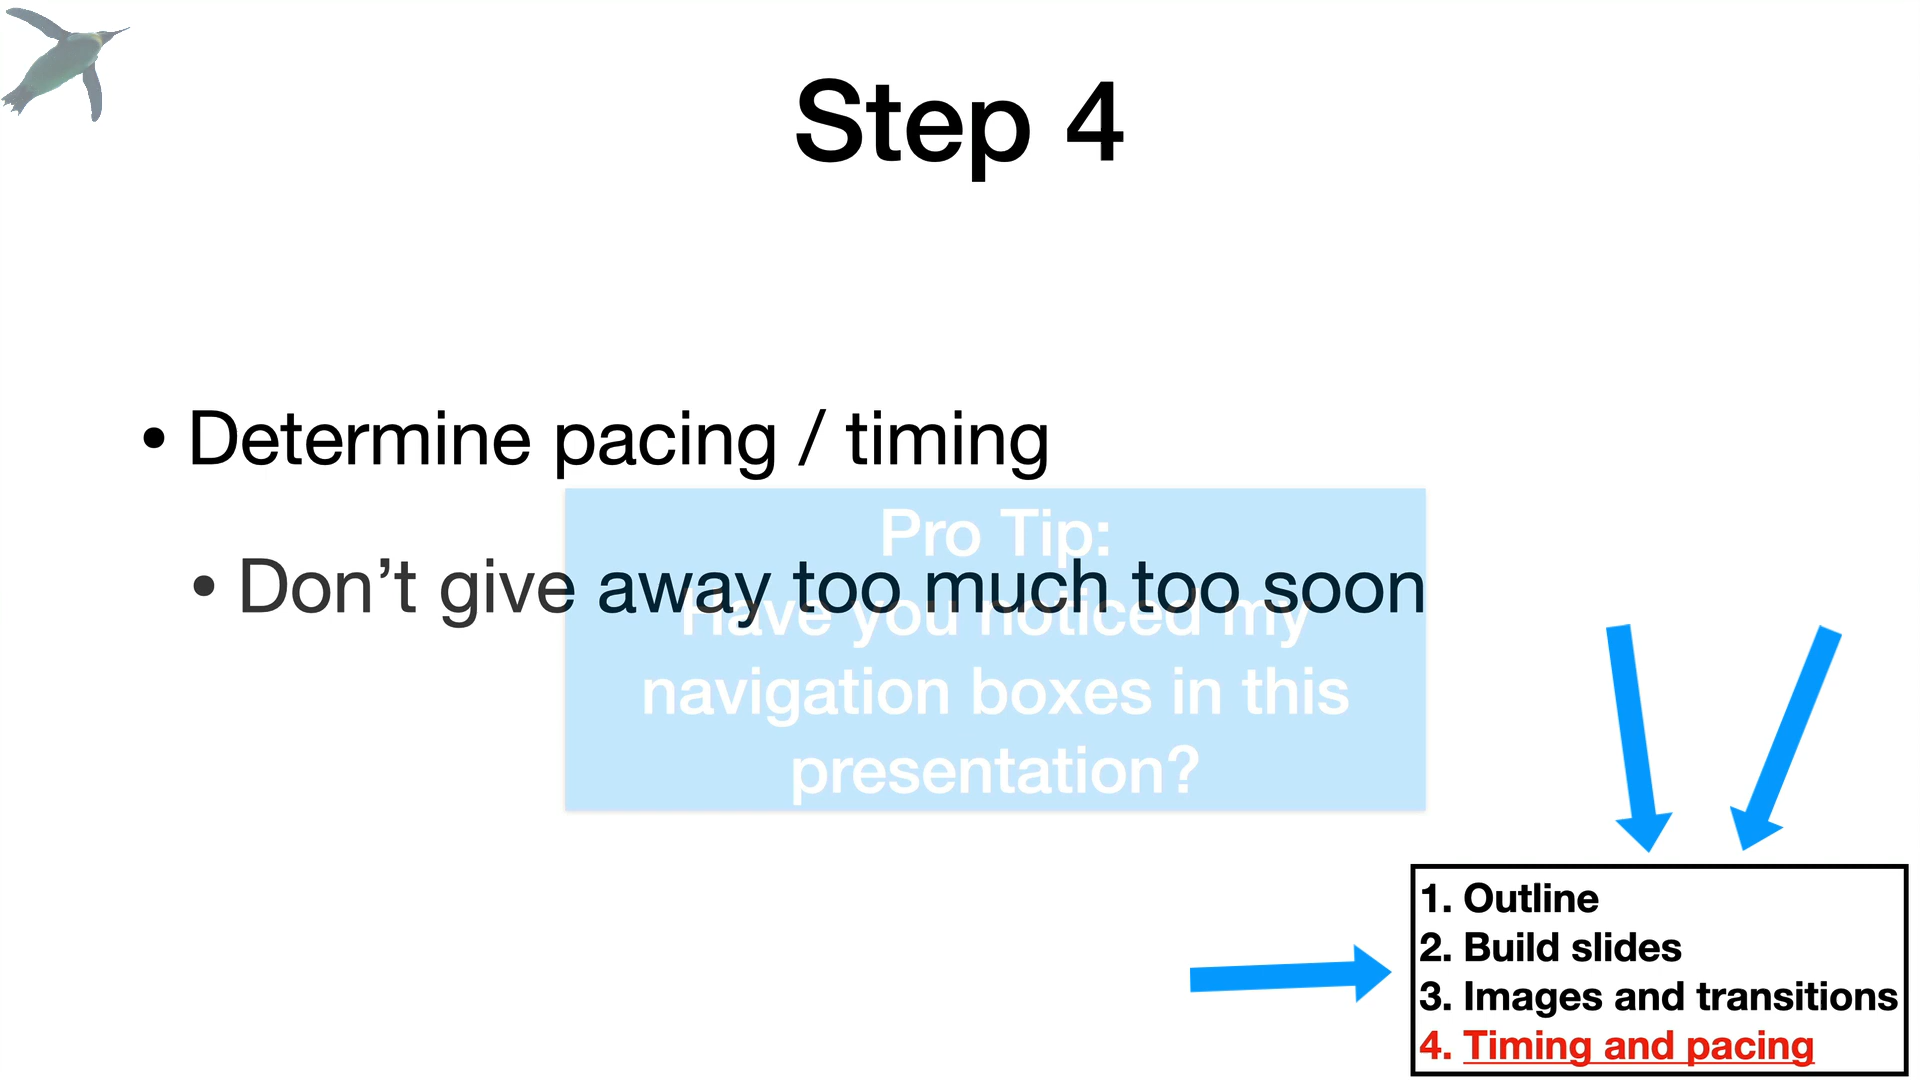 Step 4
• Determine pacing / timing
• Don’t give away too much too soon
Pro Tip:
Have you noticed my
navigation boxes in this
presentation?
1. Outline
2. Build slides
3. Images and transitions
4. Timing and pacing